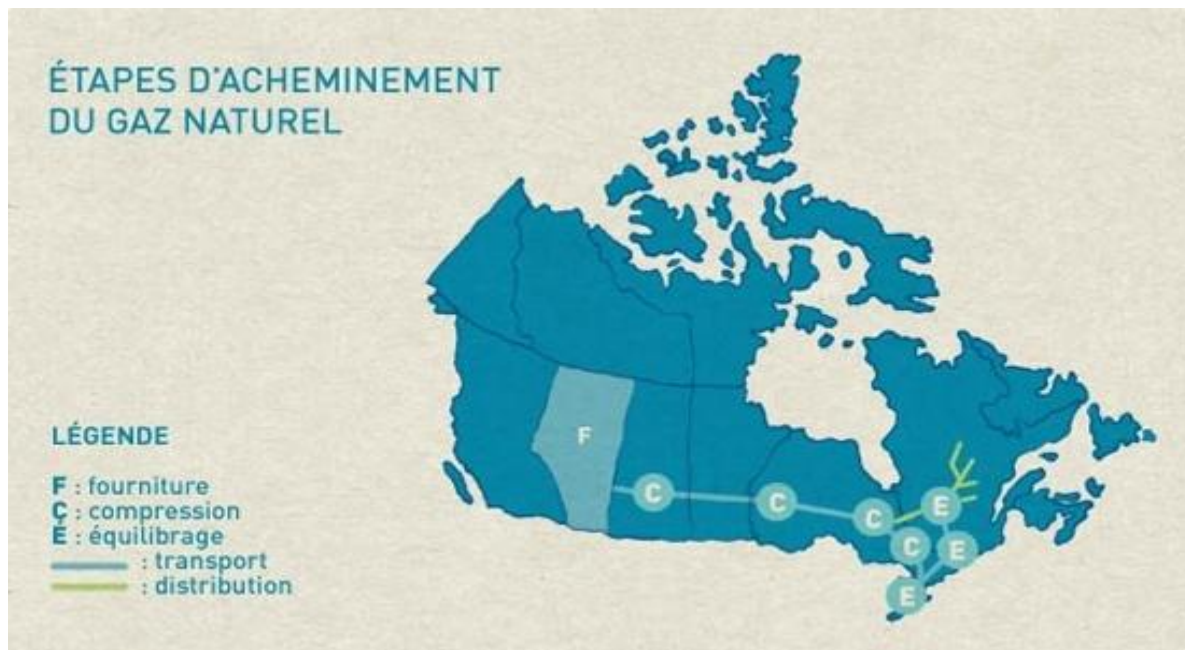 ÉTAPES D'ACHEMINEMENT
DU GAZ NATUREL
LÉGENDE
F : fourniture
C : compression
É : équilibrage
: transport
: distribution
F
C
C
C
E
C
E
E